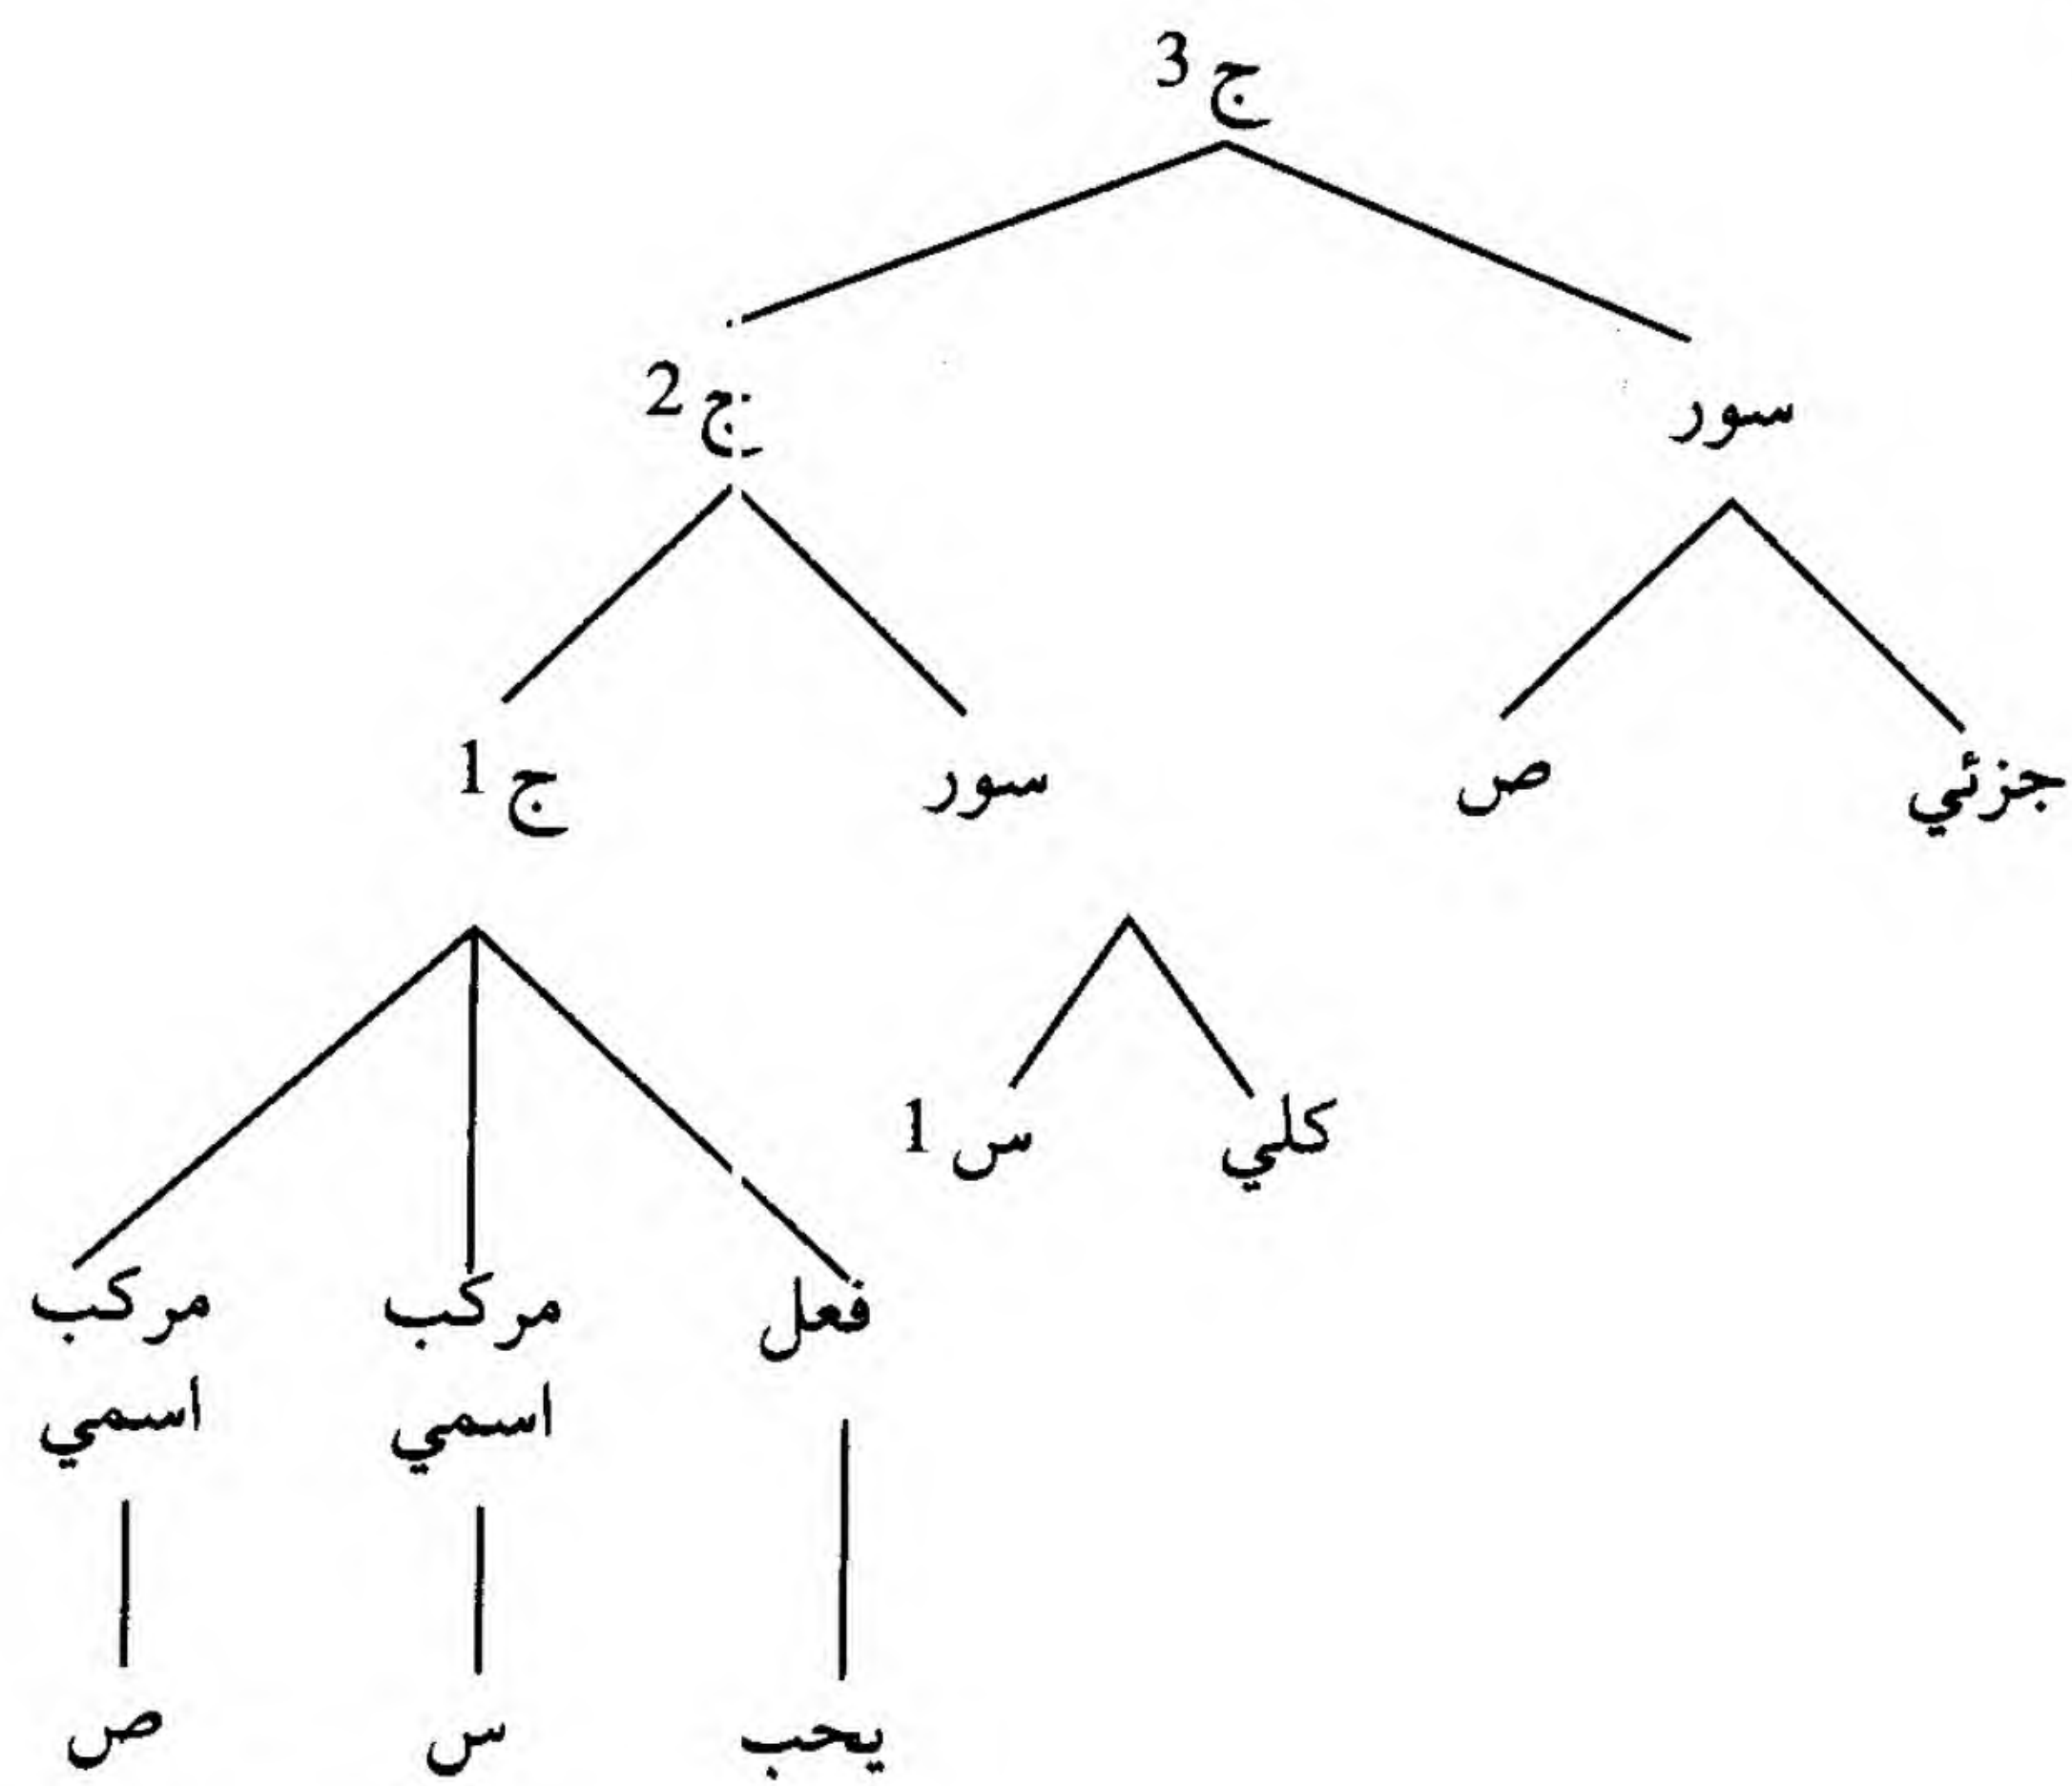 ج 3
سور
ج 2
جزئي
ص
سور
ج 1
كلي
س 1
فعل
مركب
اسمي
مركب
اسمي
يحب
س
ص